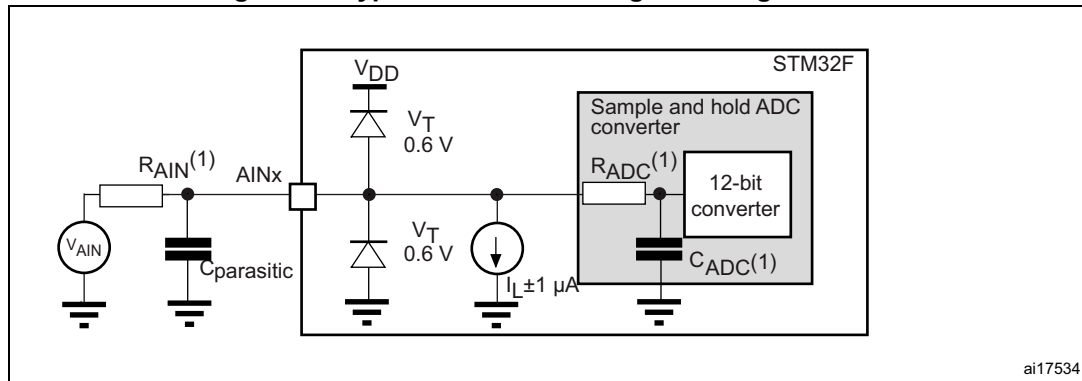 STM32F
VDD
Sample and hold ADC
converter
VT
0.6 V
RAIN(1)
AINx
RADC(1)
12-bit
converter
VAIN
Cparasitic
VT
0.6 V
IL±1 µA
CADC(1)
ai17534